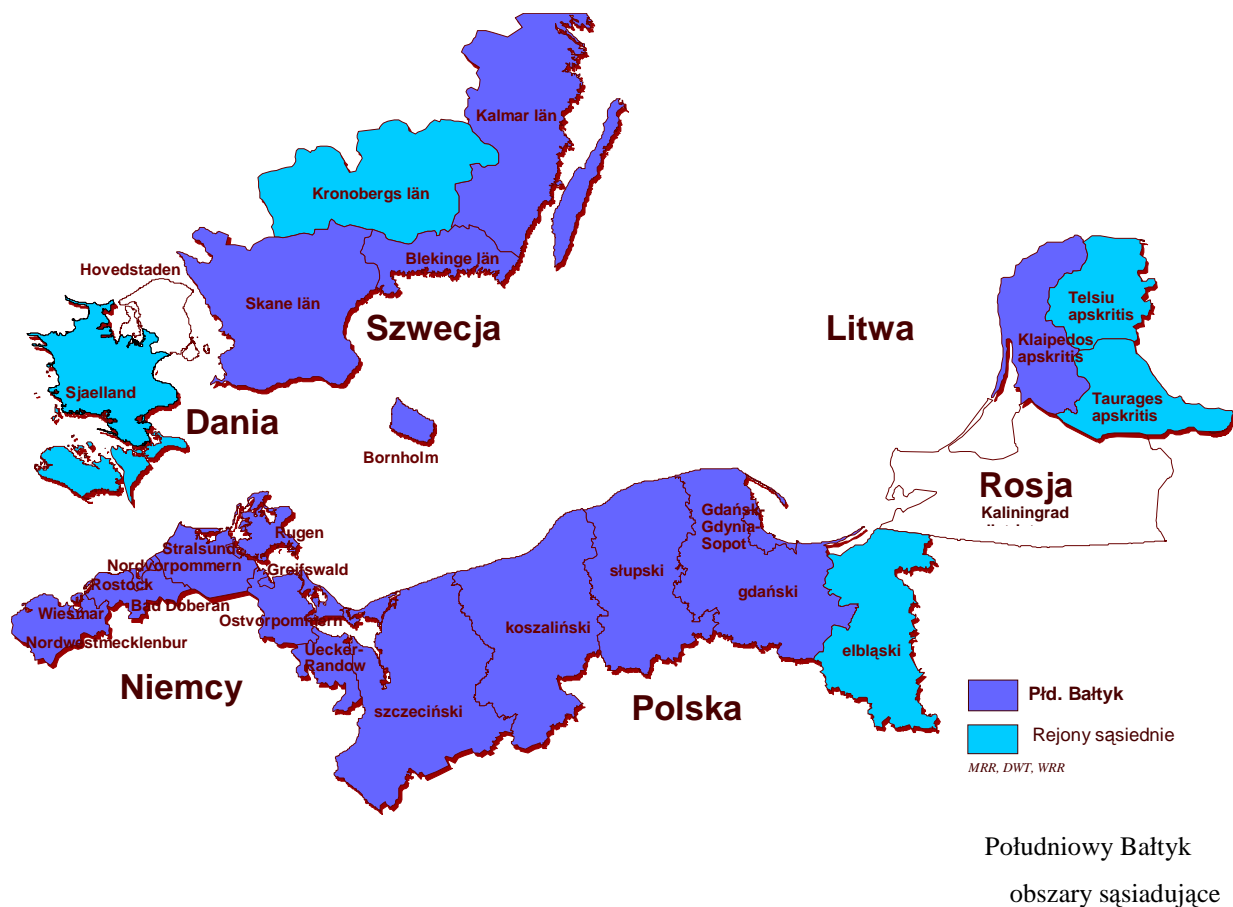 Kalmar län
Kronobergs län
Blekinge län
Hovedstaden
Skane län
Szwecja
Litwa
Telsiu
apskritis
Klaipedos
apskritis
Taurages
apskritis
Sjaelland
Dania
Bornholm
Rosja
Kaliningrad
Gdańsk-
Gdynia-
Sopot
Rugen
Stralsund
Nordvorpommern
Greifswald
Rostock
Bad Doberan
Wiesmar
Ostvorpommern
Nordwestmecklenbur
Uecker-
Randow
Niemcy
słupski
gdański
koszaliński
elbląski
szczeciński
Polska
Płd. Bałtyk
Rejony sąsiednie
MRR, DWT, WRR
Południowy Bałtyk
obszary sąsiadujące